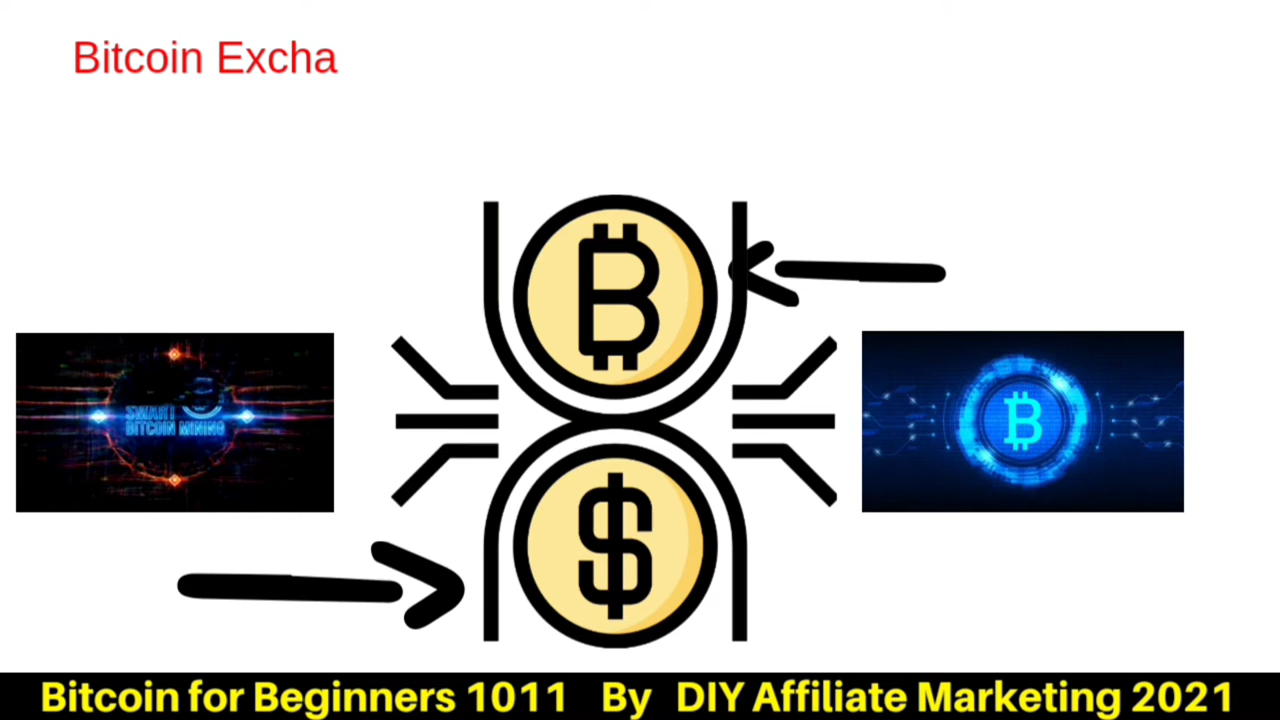 Bitcoin Excha
SMART
BITCOIN MINING
Bitcoin for Beginners 1011 By DIY Affiliate Marketing 2021